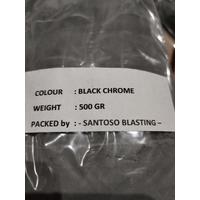 COLOUR : BLACK CHROME
WEIGHT : 500 GR
PACKED by : - SANTOSO BLASTING –